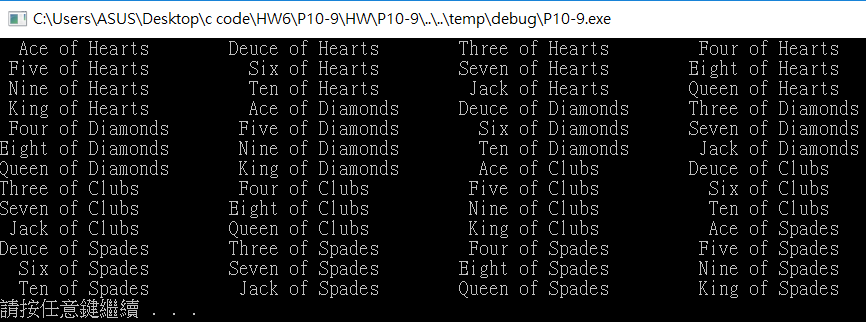 C:\Users\ASUS\Desktop\c code\HW6\P10-9\HW\P10-9\..\..\temp\debug\P10-9.exe
Ace of Hearts Deuce of Hearts Three of Hearts Four of Hearts
Five of Hearts Six of Hearts Seven of Hearts Eight of Hearts
Nine of Hearts Ten of Hearts Jack of Hearts Queen of Hearts
King of Hearts Ace of Diamonds Deuce of Diamonds Three of Diamonds
Four of Diamonds Five of Diamonds Six of Diamonds Seven of Diamonds
Eight of Diamonds Nine of Diamonds Ten of Diamonds Jack of Diamonds
Queen of Diamonds King of Diamonds Ace of Clubs Deuce of Clubs
Three of Clubs Four of Clubs Five of Clubs Six of Clubs
Seven of Clubs Eight of Clubs Nine of Clubs Ten of Clubs
Jack of Clubs Queen of Clubs King of Clubs Ace of Spades
Deuce of Spades Three of Spades Four of Spades Five of Spades
Six of Spades Seven of Spades Eight of Spades Nine of Spades
Ten of Spades Jack of Spades Queen of Spades King of Spades
請按任意鍵繼續 . . .